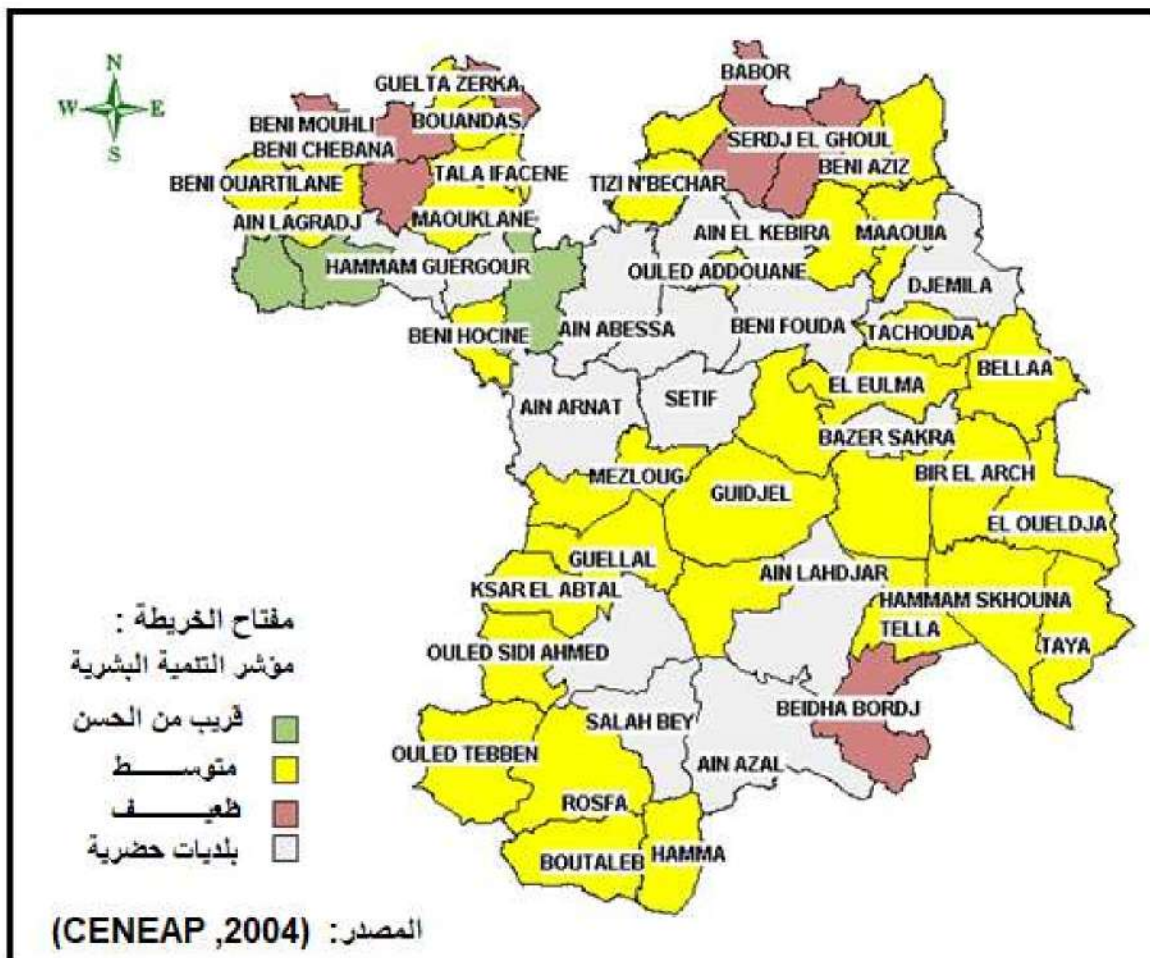 N
W E
S
BABOR
GUELTA ZERKA
BENI MOUHLI
BOUANDAS
SERDJ EL GHOUL
BENI CHEBANA
BENI AZIZ
BENI OUARTILANE
TALA IFACENE
TIZI N'BECHAR
AIN LAGRADJ
MAOUKLANE
AIN EL KEBIRA
MAAOUIA
HAMMAM GUERGOUR
OULED ADDOUANE
DJEMILA
BENI HOCINE
AIN ABESSA
BENI FOUDA
TACHOUDA
BELLAA
EL EULMA
AIN ARNAT
SETIF
BAZER SAKRA
MEZLOUG
GUIDJEL
BIR EL ARCH
EL OUELDJA
GUELLAL
AIN LAHDJAR
KSAR EL ABTAL
HAMMAM SKHOUNA
TELLA
TAYA
OULED SIDI AHMED
SALAH BEY
BEIDHA BORDJ
OULED TEBBEN
AIN AZAL
ROSFA
BOUTALEB
HAMMA
مفتاح الخريطة :
مؤشر التنمية البشرية
قريب من الحسن
متوســـــط
ظعيـــــف
بلديات حضرية
المصدر: (CENEAP ,2004)